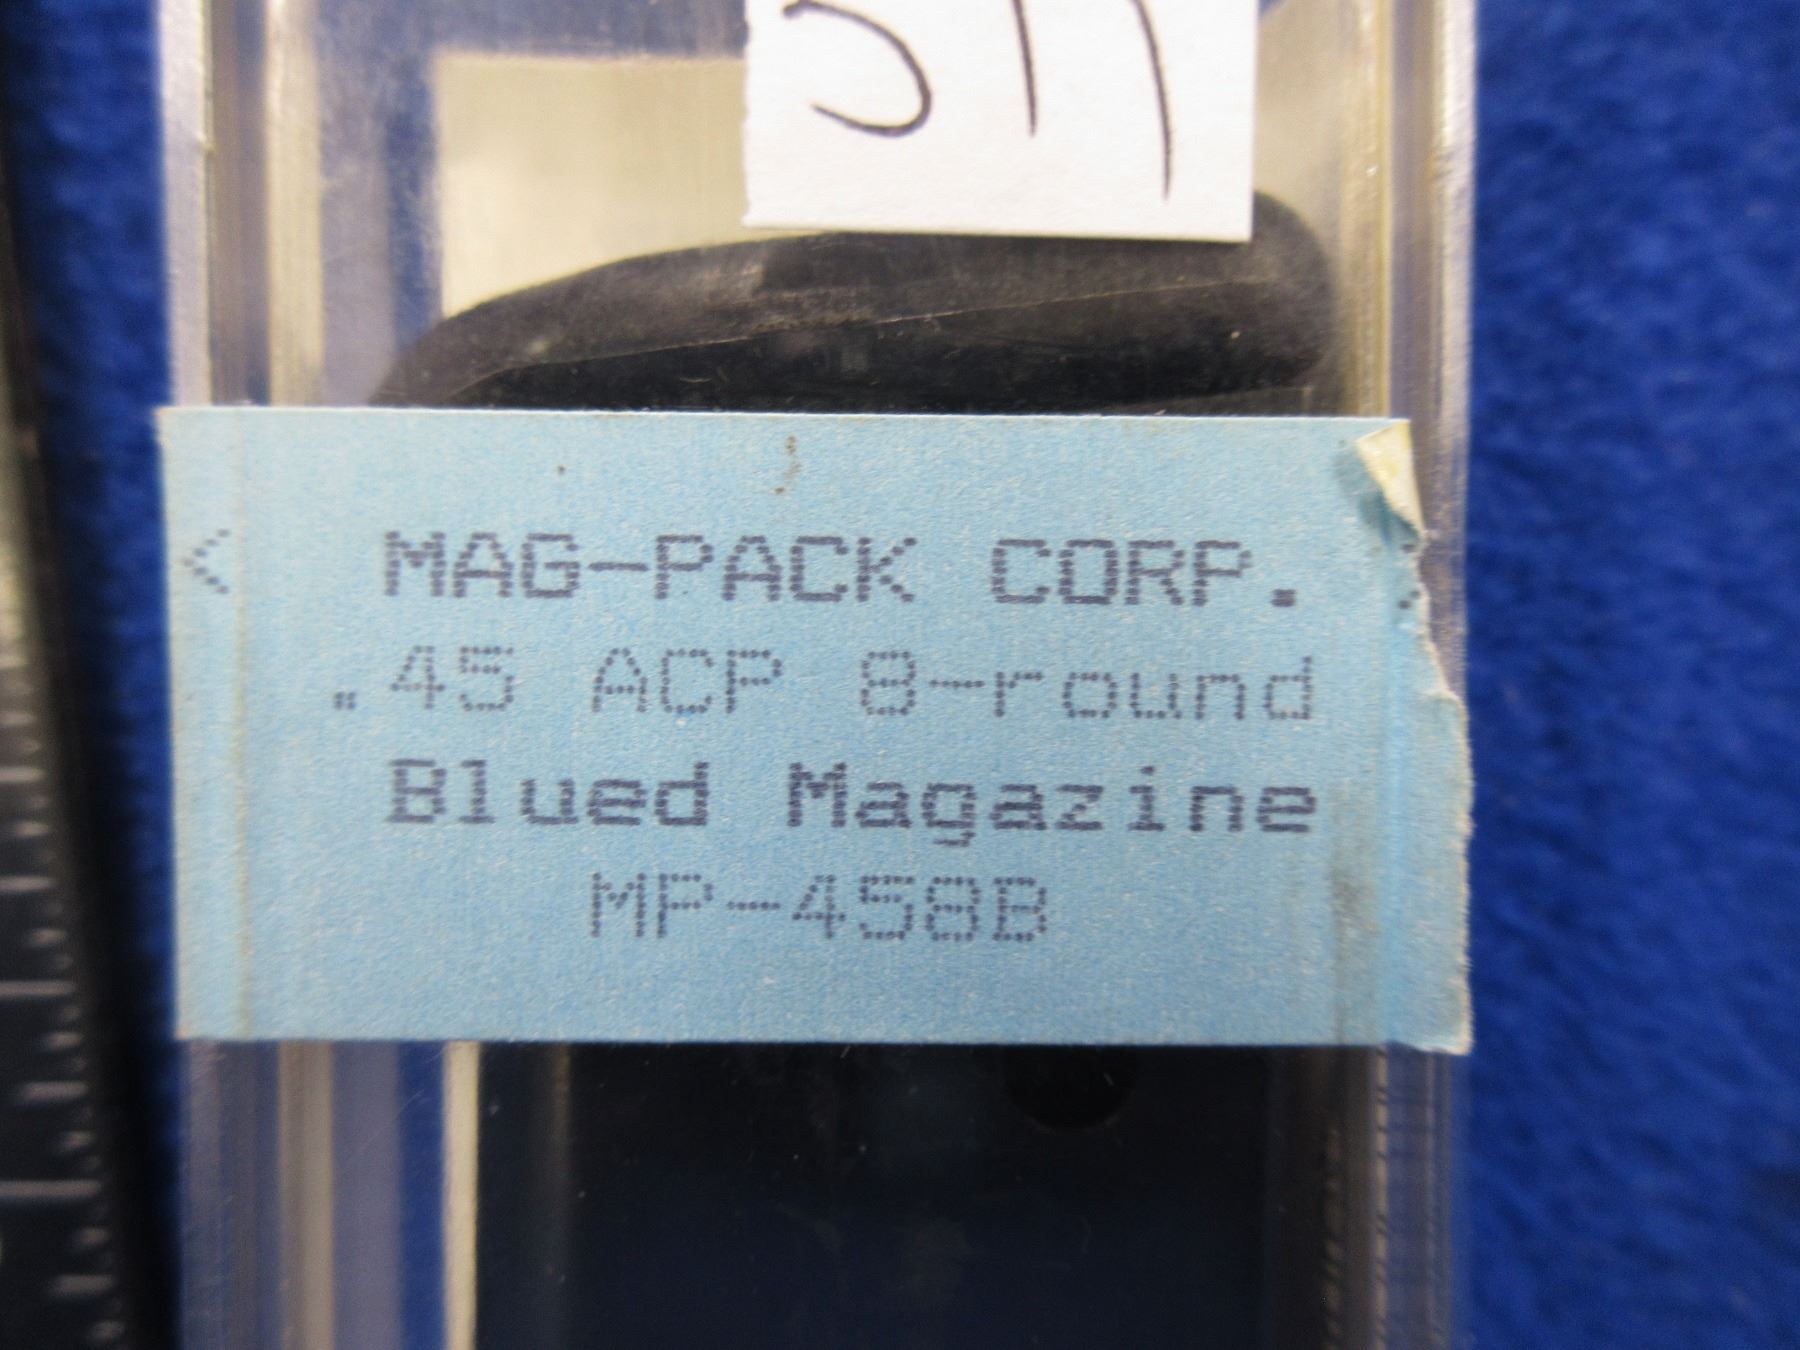 MAG-PACK CORP.
.45 ACP 8-round
Blued Magazine
MP-458B